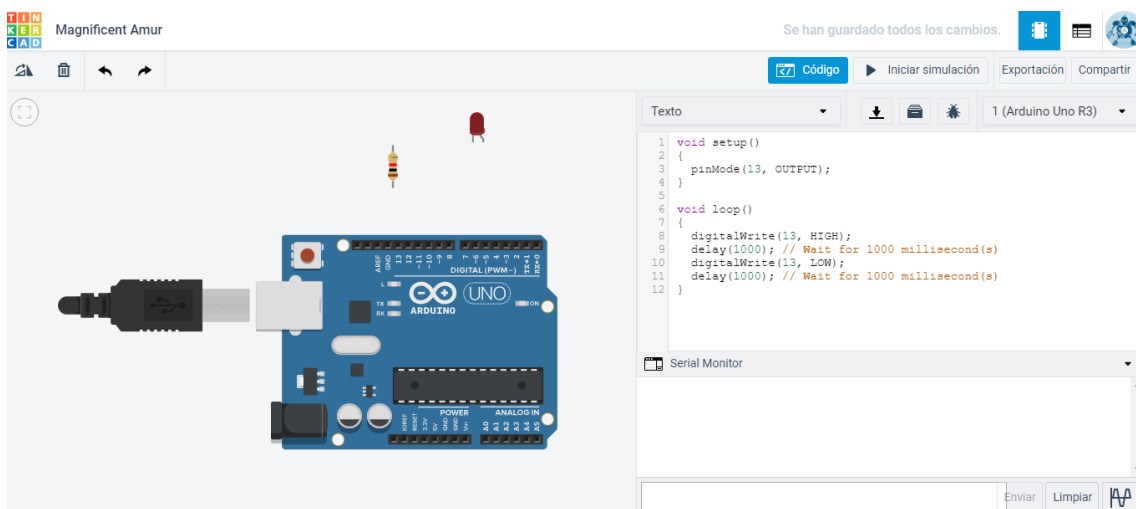 TIN
KER
CAD
Magnificent Amur
Se han guardado todos los cambios.
Código
Iniciar simulación
Exportación
Compartir
Texto
1 (Arduino Uno R3)
1 void setup()
2 {
3 pinMode(13, OUTPUT);
4 }
5
6 void loop()
7 {
8 digitalWrite(13, HIGH);
9 delay(1000); // Wait for 1000 millisecond(s)
10 digitalWrite(13, LOW);
11 delay(1000); // Wait for 1000 millisecond(s)
12 }
Serial Monitor
Enviar
Limpiar
AREF
GND
13
12
~11
~10
~9
8
7
~6
~5
4
~3
2
TX→1
RX←0
DIGITAL (PWM~)
L
TX
RX
ARDUINO
UNO
ON
POWER
ANALOG IN
IOREF
RESET
3.3V
5V
GND
GND
Vin
A0
A1
A2
A3
A4
A5